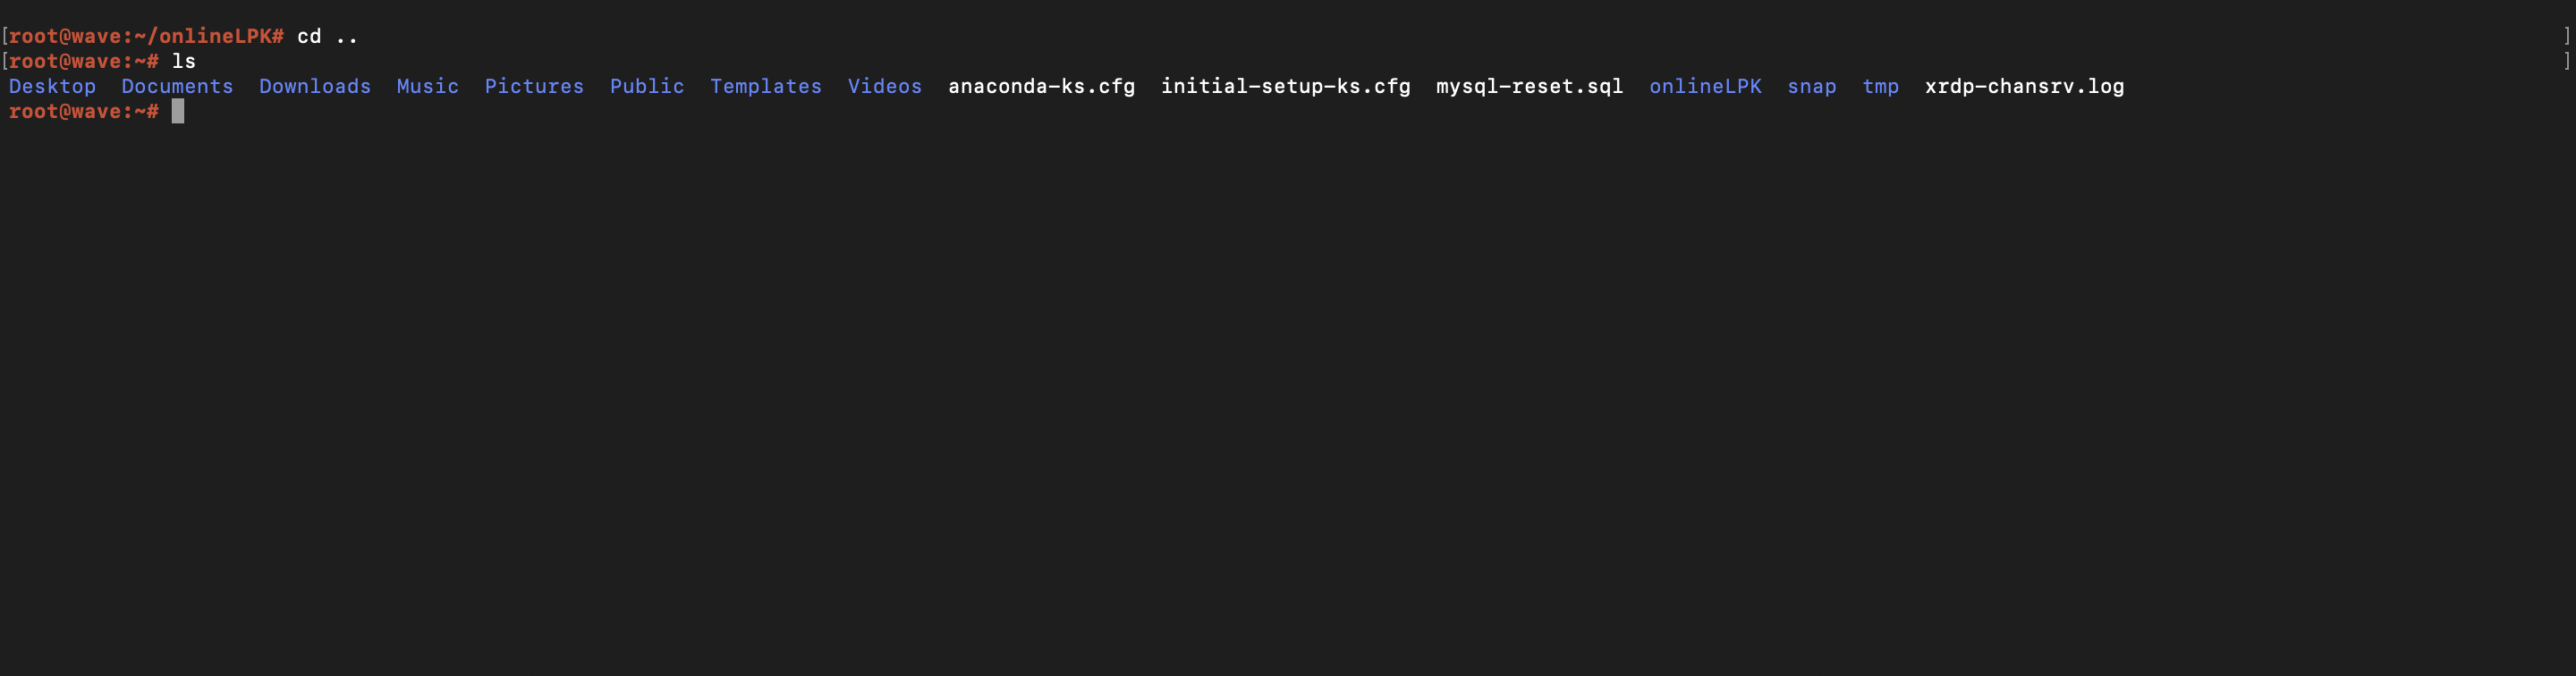 [root@wave:~/onlineLPK# cd .. ]
[root@wave:~# ls ]
Desktop  Documents  Downloads  Music  Pictures  Public  Templates  Videos  anaconda-ks.cfg  initial-setup-ks.cfg  mysql-reset.sql  onlineLPK  snap  tmp  xrdp-chansrv.log
root@wave:~#